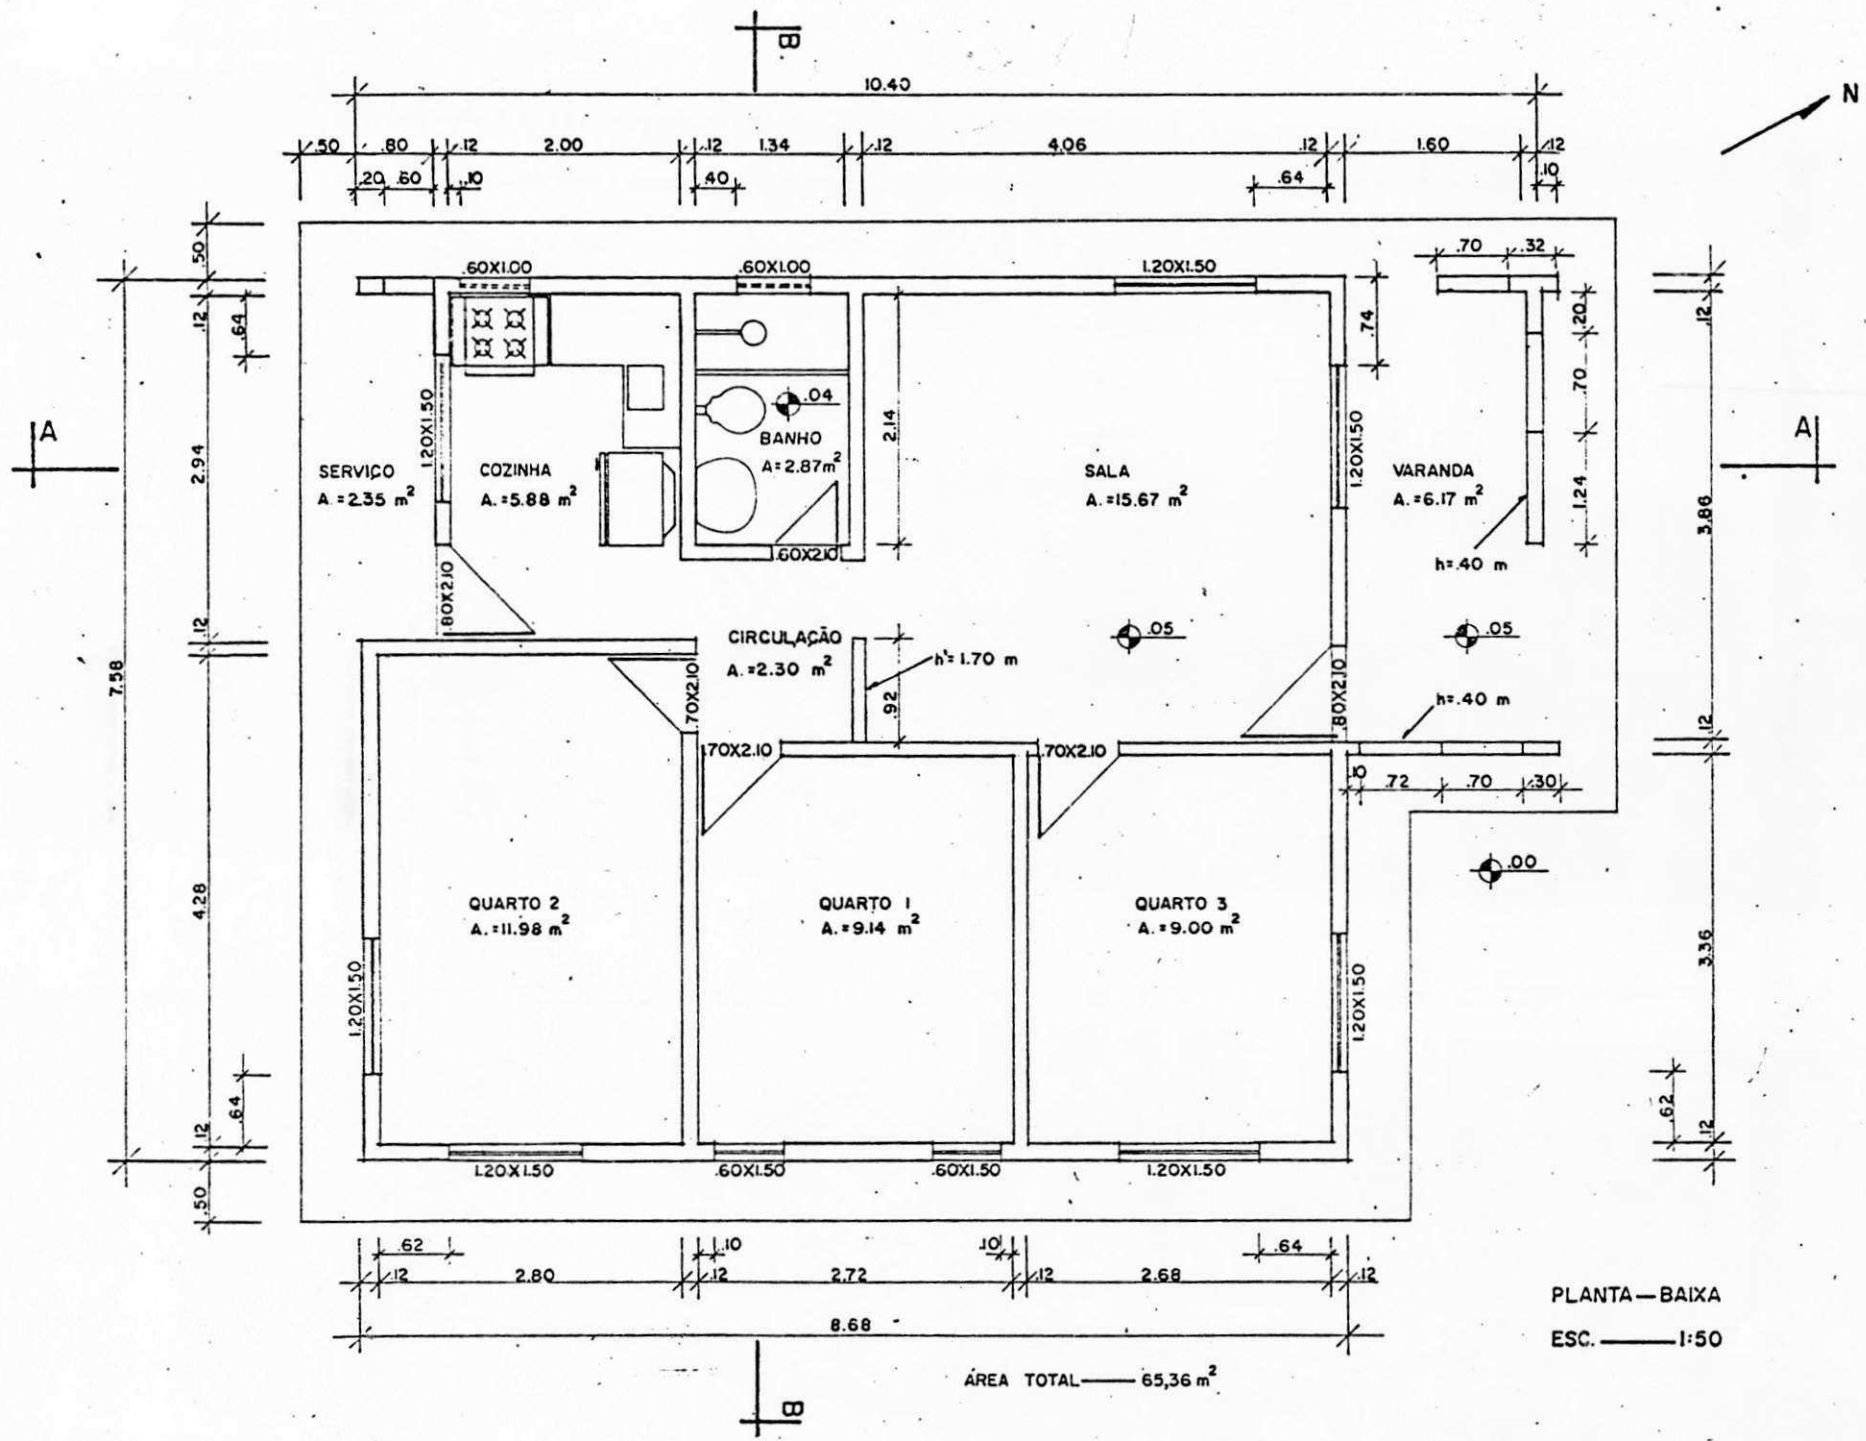 B
10.40
N
.50 .80 .12 2.00 .12 1.34 .12 4.06 .12 1.60 .12
.20 .60 .10 .40 .64 .10
.50
.60X1.00 .60X1.00 1.20X1.50
.70 .32
.12 .64
.74
.20 .12
.04
.70
1.20X1.50
2.14
1.20X1.50
A
A
2.94
SERVIÇO
A.=2.35 m²
COZINHA
A.=5.88 m²
BANHO
A=2.87m²
SALA
A.=15.67 m²
VARANDA
A.=6.17 m²
1.24
3.86
.60X2.10
h=.40 m
.80X2.10
.12
CIRCULAÇÃO
A.=2.30 m²
.05
.05
h=1.70 m
7.58
.70X2.10
.92
.80X2.10
h=.40 m
.12
.70X2.10
.70X2.10
.10 .72 .70 .30
.00
4.28
QUARTO 2
A.=11.98 m²
QUARTO 1
A.=9.14 m²
QUARTO 3
A.=9.00 m²
3.36
1.20X1.50
1.20X1.50
.64
.62
.12
.12
1.20X1.50 .60X1.50 .60X1.50 1.20X1.50
.50
.62 .10 .10 .64
.12 2.80 .12 2.72 .12 2.68 .12
8.68
PLANTA—BAIXA
ESC. —— 1:50
ÁREA TOTAL —— 65,36 m²
B